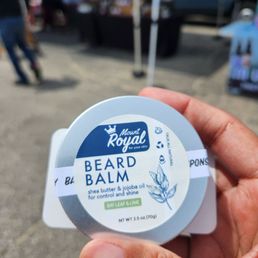 Mount
Royal
BEARD
BALM
shea butter & jojoba oil
for control and shine
BAY LEAF & LIME
NET WT 2.5 OZ (70g)